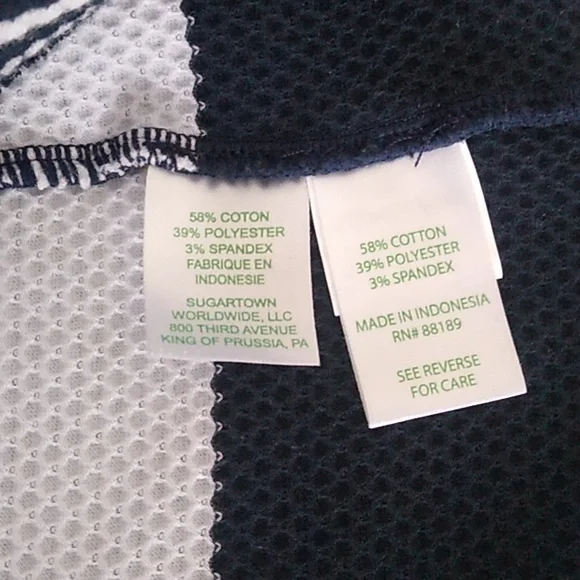 58% COTON
39% POLYESTER
3% SPANDEX
FABRIQUE EN
INDONESIE
SUGARTOWN
WORLDWIDE, LLC
800 THIRD AVENUE
KING OF PRUSSIA, PA
58% COTTON
39% POLYESTER
3% SPANDEX
MADE IN INDONESIA
RN# 88189
SEE REVERSE
FOR CARE